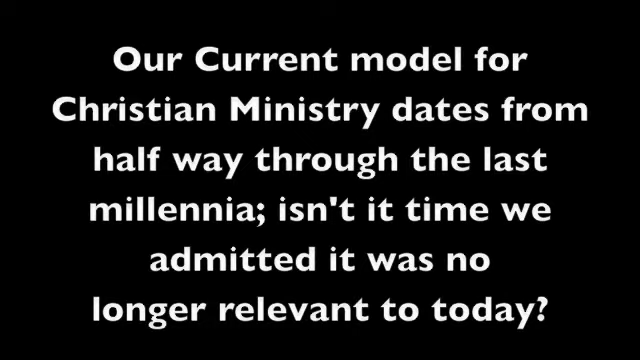 Our Current model for
Christian Ministry dates from
half way through the last
millennia; isn't it time we
admitted it was no
longer relevant to today?